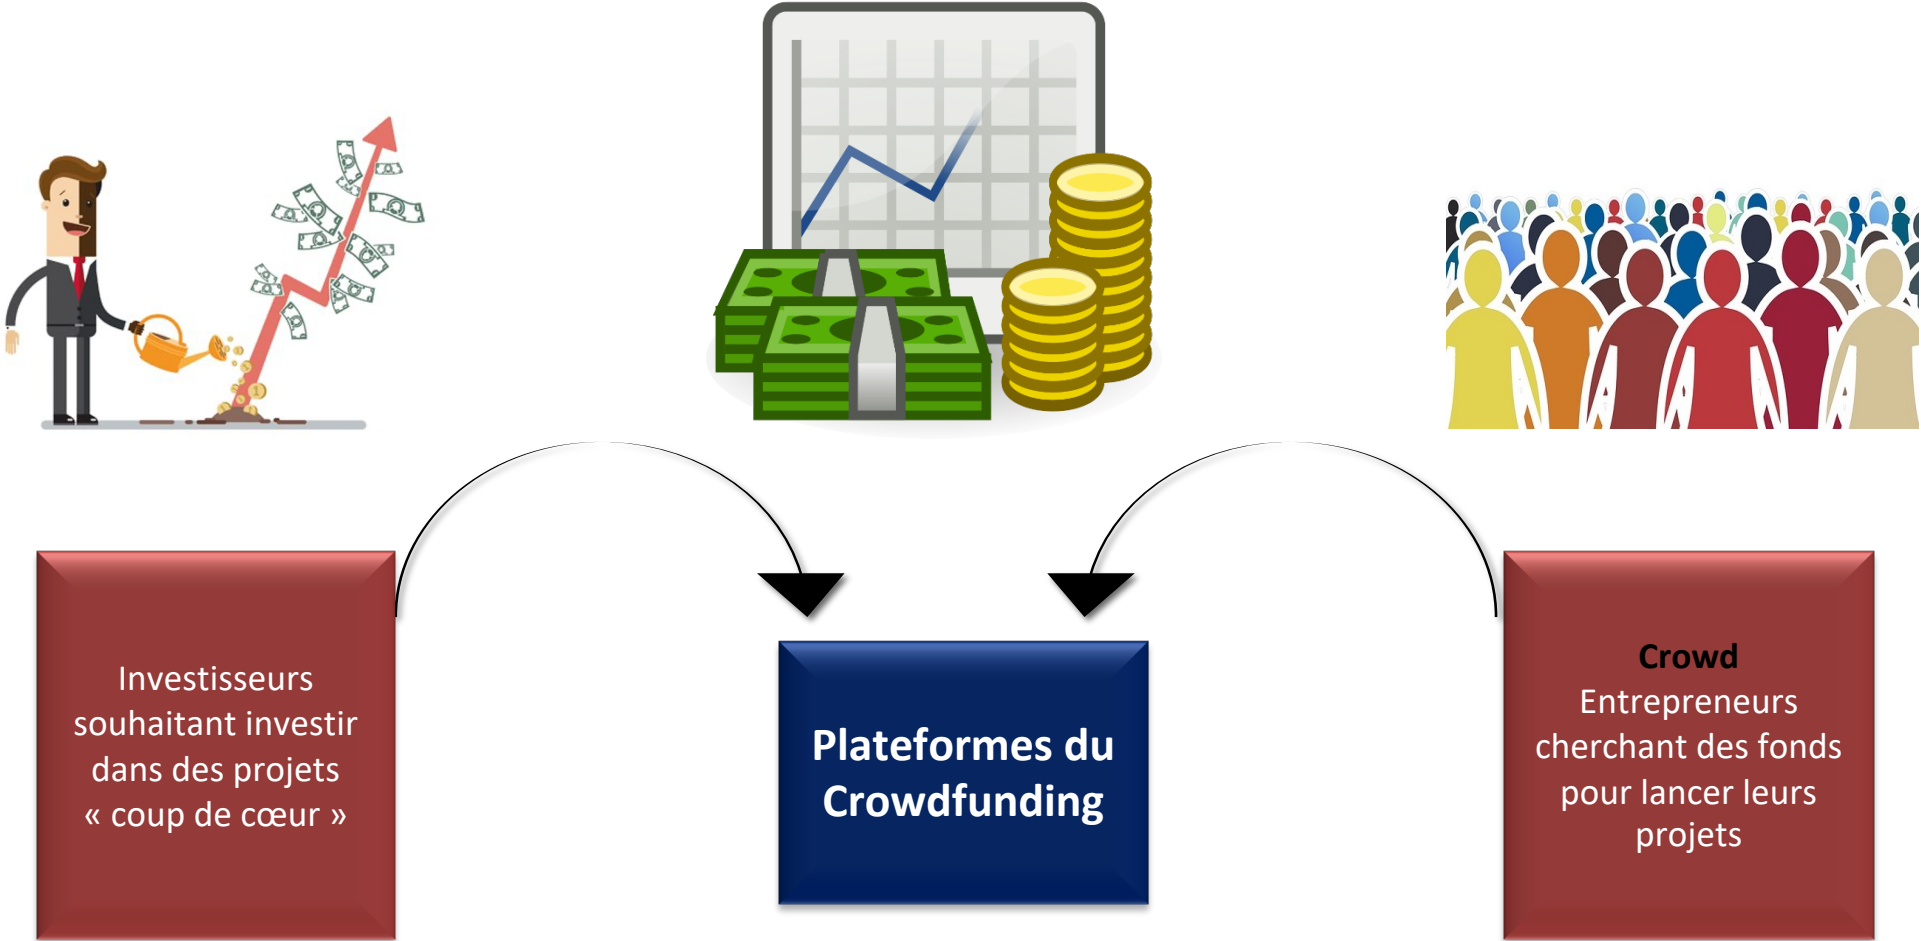 Investisseurs
souhaitant investir
dans des projets
« coup de cœur »
Plateformes du
Crowdfunding
Crowd
Entrepreneurs
cherchant des fonds
pour lancer leurs
projets